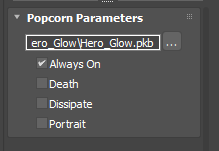 Popcorn Parameters
ero_Glow\Hero_Glow.pkb ...
Always On
Death
Dissipate
Portrait